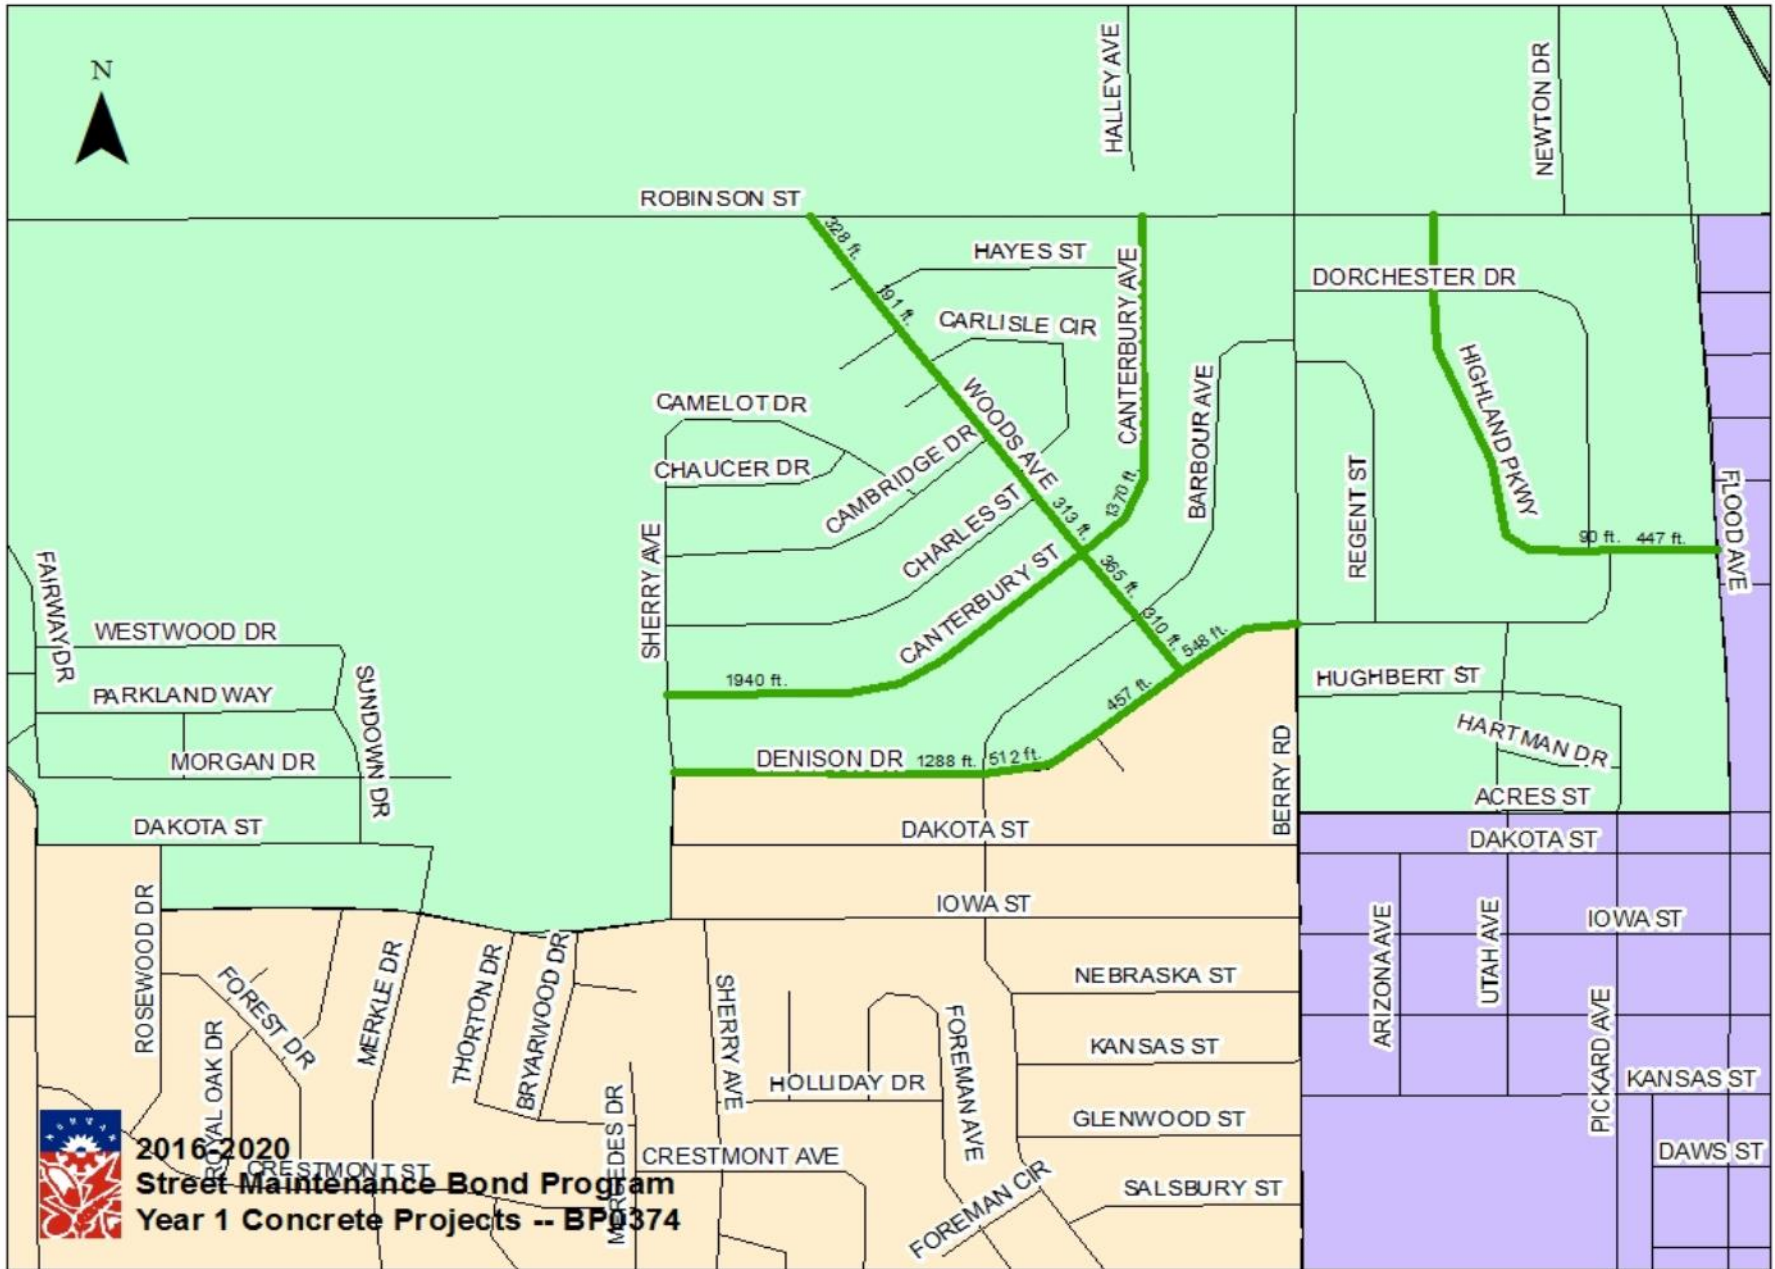 N
HALLEY AVE
NEWTON DR
ROBINSON ST
328 ft.
HAYES ST
CANTERBURY AVE
DORCHESTER DR
191 ft.
CARLISLE CIR
HIGHLAND PKWY
WOODS AVE
CAMELOT DR
BARBOUR AVE
CAMBRIDGE DR
CHAUCER DR
REGENT ST
1370 ft.
FLOOD AVE
CHARLES ST
313 ft.
90 ft.
447 ft.
SHERRY AVE
CANTERBURY ST
365 ft.
FAIRWAY DR
310 ft.
WESTWOOD DR
548 ft.
SUNDOWN DR
1940 ft.
HUGHBERT ST
PARKLAND WAY
457 ft.
HARTMAN DR
BERRY RD
MORGAN DR
DENISON DR
1288 ft.
512 ft.
ACRES ST
DAKOTA ST
DAKOTA ST
DAKOTA ST
IOWA ST
IOWA ST
ROSEWOOD DR
ARIZONA AVE
UTAH AVE
MERKLE DR
THORTON DR
BRYARWOOD DR
SHERRY AVE
NEBRASKA ST
FOREST DR
PICKARD AVE
FOREMAN AVE
KANSAS ST
ROYAL OAK DR
HOLLIDAY DR
KANSAS ST
GLENWOOD ST
MERCEDES DR
CRESTMONT AVE
DAWS ST
CRESTMONT ST
SALSBURY ST
FOREMAN CIR
NORMAN
2016-2020
Street Maintenance Bond Program
Year 1 Concrete Projects -- BP0374